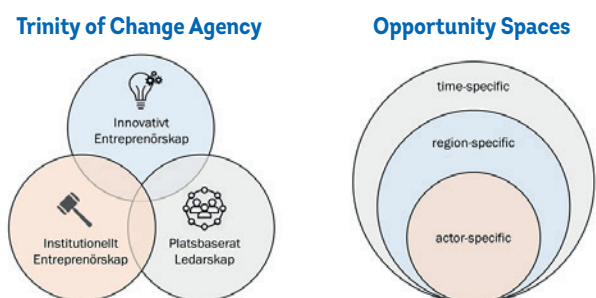 Trinity of Change Agency
Innovativt
Entreprenörskap
Institutionellt
Entreprenörskap
Platsbaserat
Ledarskap
Opportunity Spaces
time-specific
region-specific
actor-specific